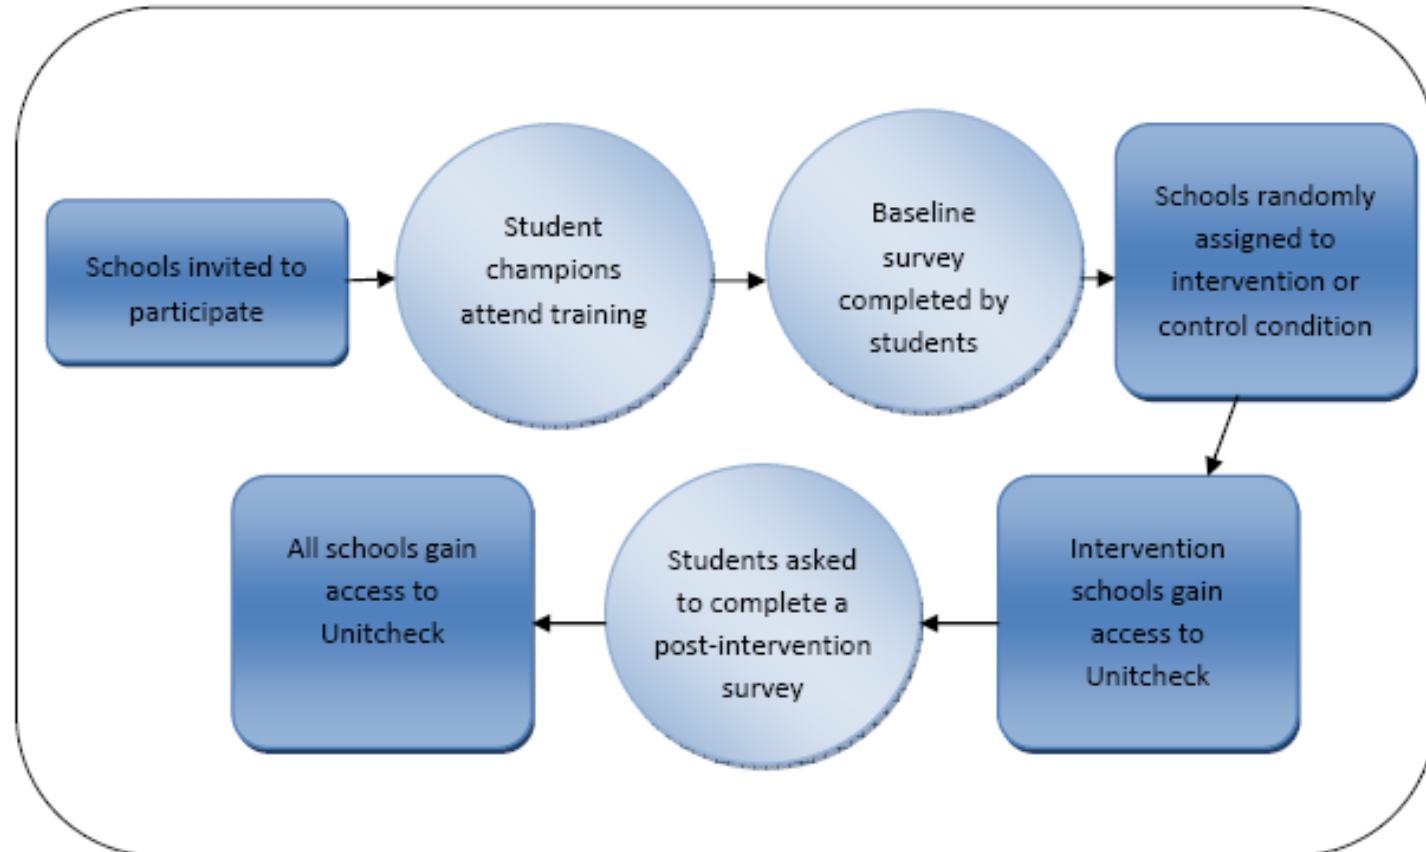 Schools invited to
participate
Student
champions
attend training
Baseline
survey
completed by
students
Schools randomly
assigned to
intervention or
control condition
Intervention
schools gain
access to
Unitcheck
Students asked
to complete a
post-intervention
survey
All schools gain
access to
Unitcheck